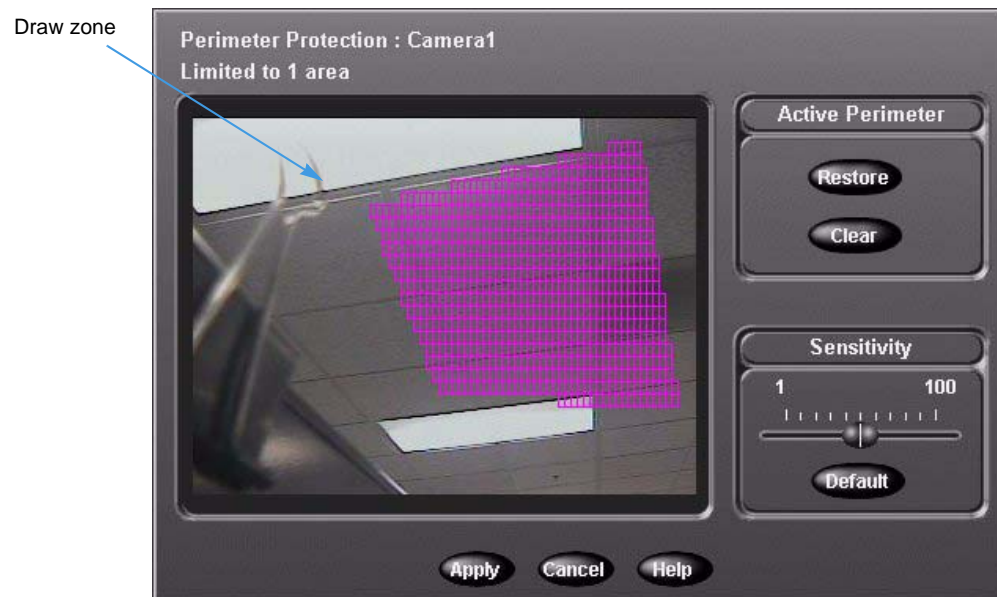 Draw zone
Perimeter Protection : Camera1
Limited to 1 area
Active Perimeter
Restore
Clear
Sensitivity
1 100
Default
Apply Cancel Help